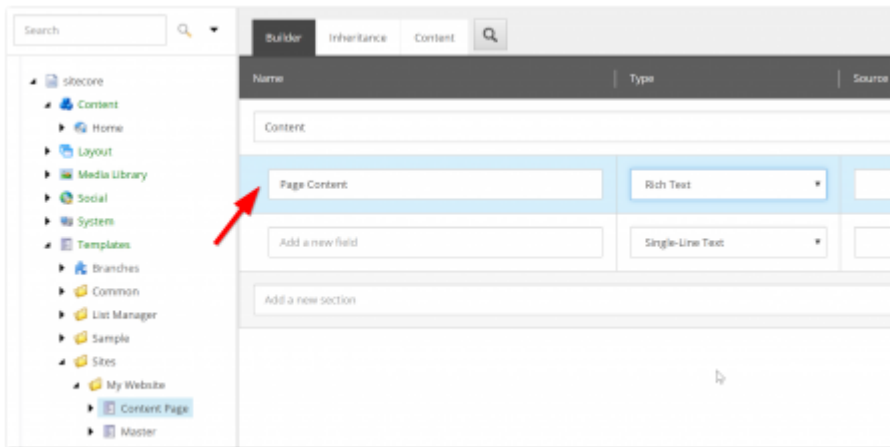 Search
sitecore
Content
Home
Layout
Media Library
Social
System
Templates
Branches
Common
List Manager
Sample
Sites
My Website
Content Page
Master
Builder Inheritance Content
Name Type Source
Content
Page Content Rich Text
Add a new field Single-Line Text
Add a new section